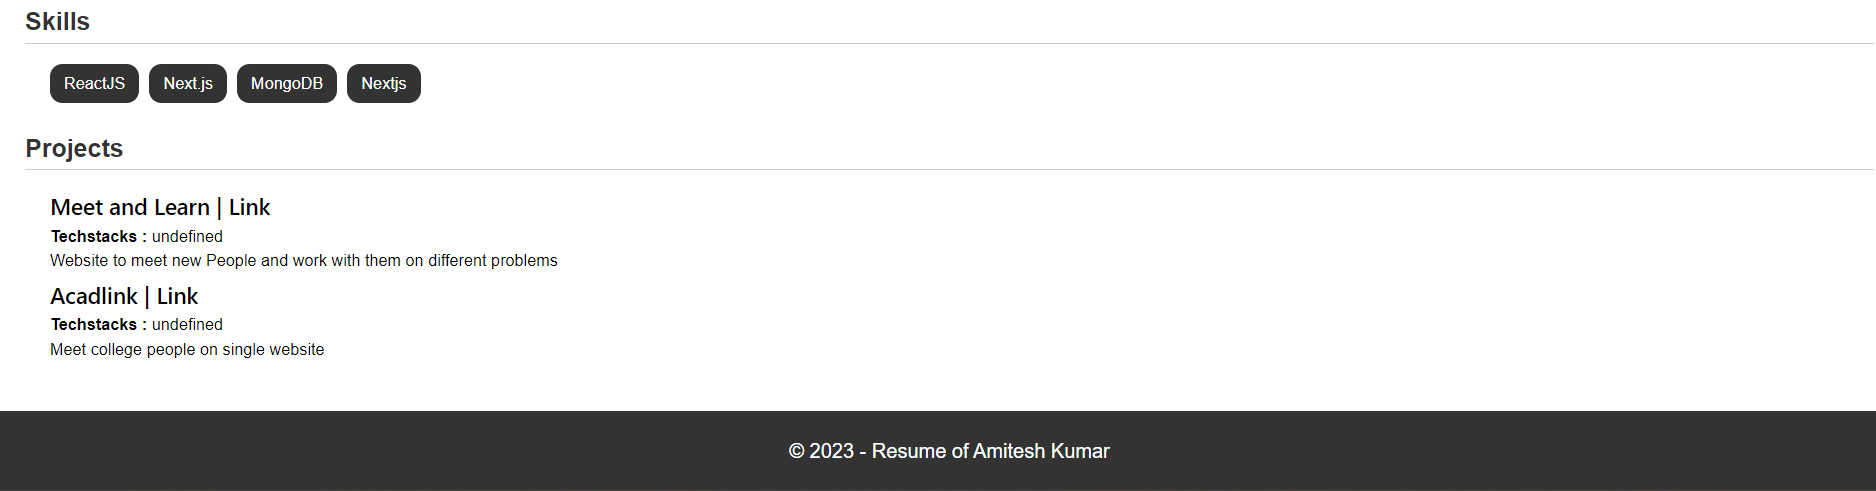 Skills
ReactJS Next.js MongoDB Nextjs
Projects
Meet and Learn | Link
Techstacks : undefined
Website to meet new People and work with them on different problems
Acadlink | Link
Techstacks : undefined
Meet college people on single website
© 2023 - Resume of Amitesh Kumar